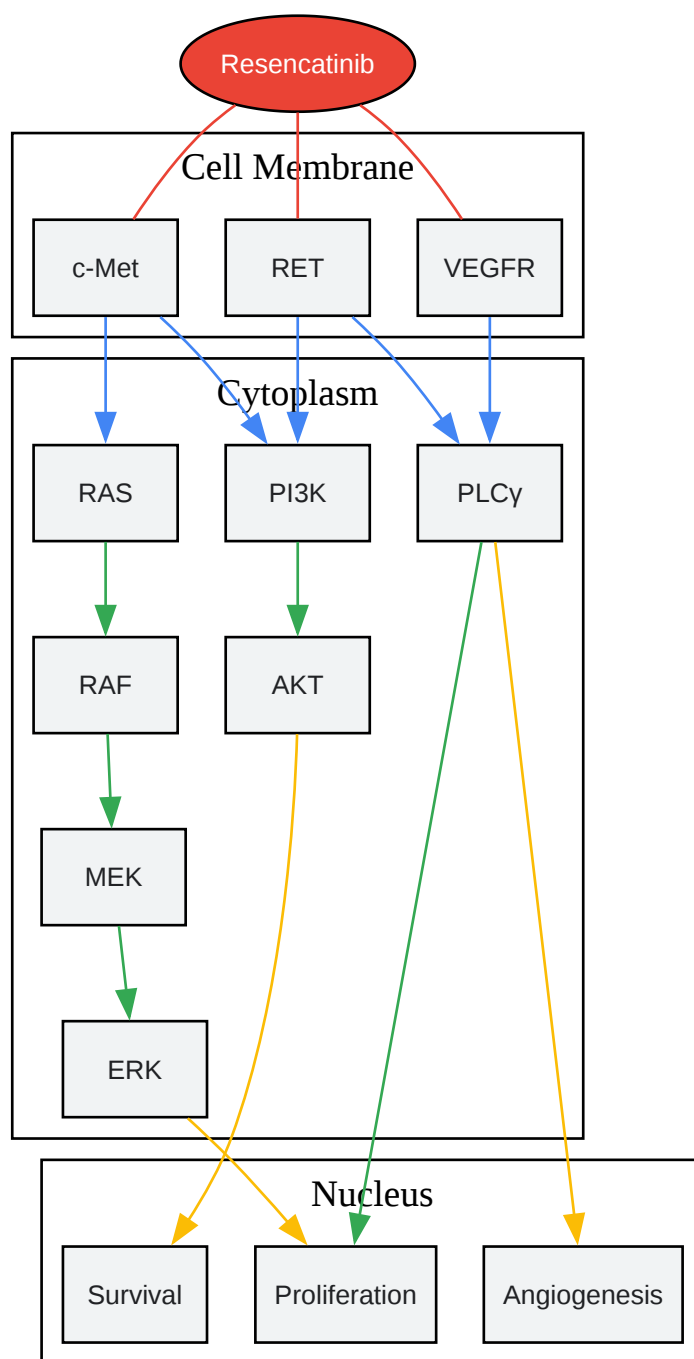 Resencatinib
Cell Membrane
c-Met
RET
VEGFR
Cytoplasm
RAS
PI3K
PLCγ
RAF
AKT
MEK
ERK
Nucleus
Survival
Proliferation
Angiogenesis